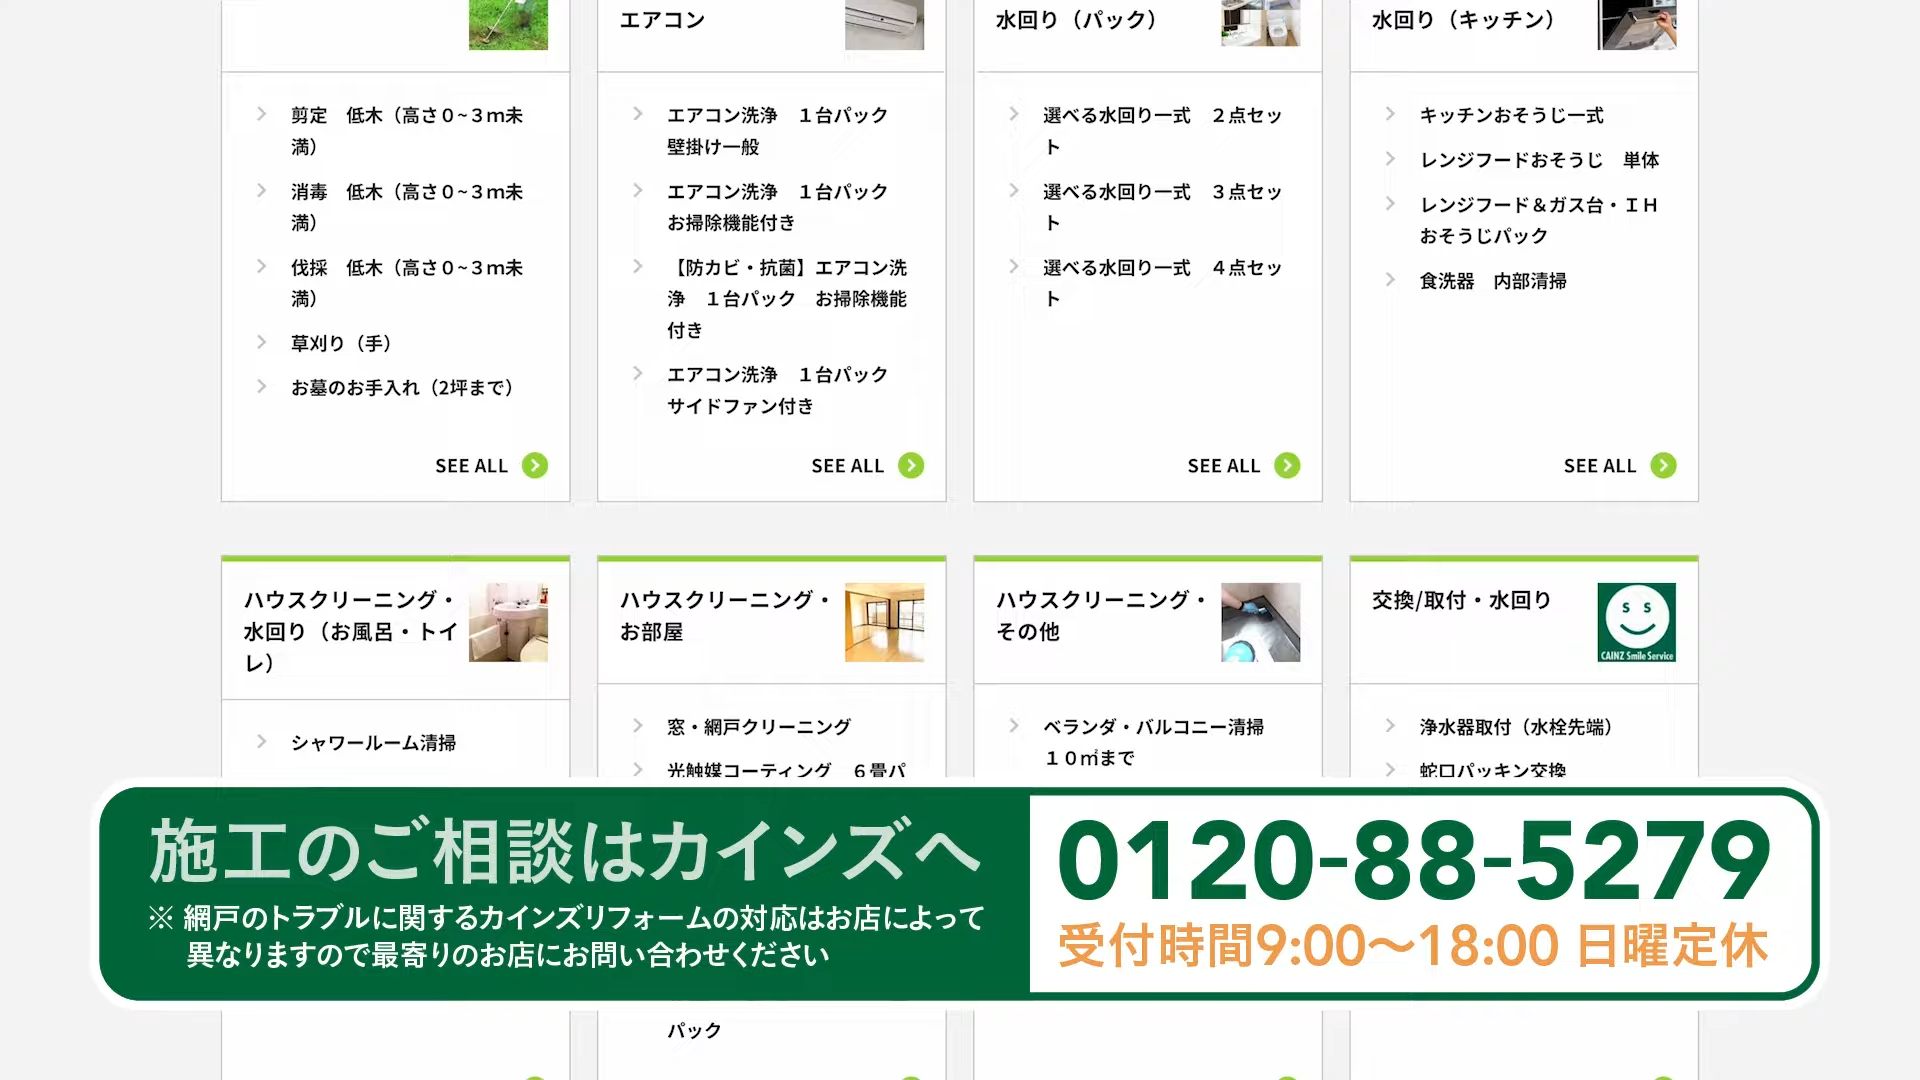 エアコン
水回り（パック）
水回り（キッチン）
剪定　低木（高さ０~３ｍ未
満）
消毒　低木（高さ０~３ｍ未
満）
伐採　低木（高さ０~３ｍ未
満）
草刈り（手）
お墓のお手入れ（2坪まで）
SEE ALL
エアコン洗浄　１台パック
壁掛け一般
エアコン洗浄　１台パック
お掃除機能付き
【防カビ・抗菌】エアコン洗
浄　１台パック　お掃除機能
付き
エアコン洗浄　１台パック
サイドファン付き
SEE ALL
選べる水回り一式　２点セッ
ト
選べる水回り一式　３点セッ
ト
選べる水回り一式　４点セッ
ト
SEE ALL
キッチンおそうじ一式
レンジフードおそうじ　単体
レンジフード＆ガス台・ＩＨ
おそうじパック
食洗器　内部清掃
SEE ALL
ハウスクリーニング・
水回り（お風呂・トイ
レ）
シャワールーム清掃
ハウスクリーニング・
お部屋
窓・網戸クリーニング
光触媒コーティング　６畳パ
パック
ハウスクリーニング・
その他
ベランダ・バルコニー清掃
１０㎡まで
交換/取付・水回り
S S
CAINZ Smile Service
浄水器取付（水栓先端）
蛇口パッキン交換
施工のご相談はカインズへ
※ 網戸のトラブルに関するカインズリフォームの対応はお店によって
異なりますので最寄りのお店にお問い合わせください
0120-88-5279
受付時間9:00〜18:00 日曜定休